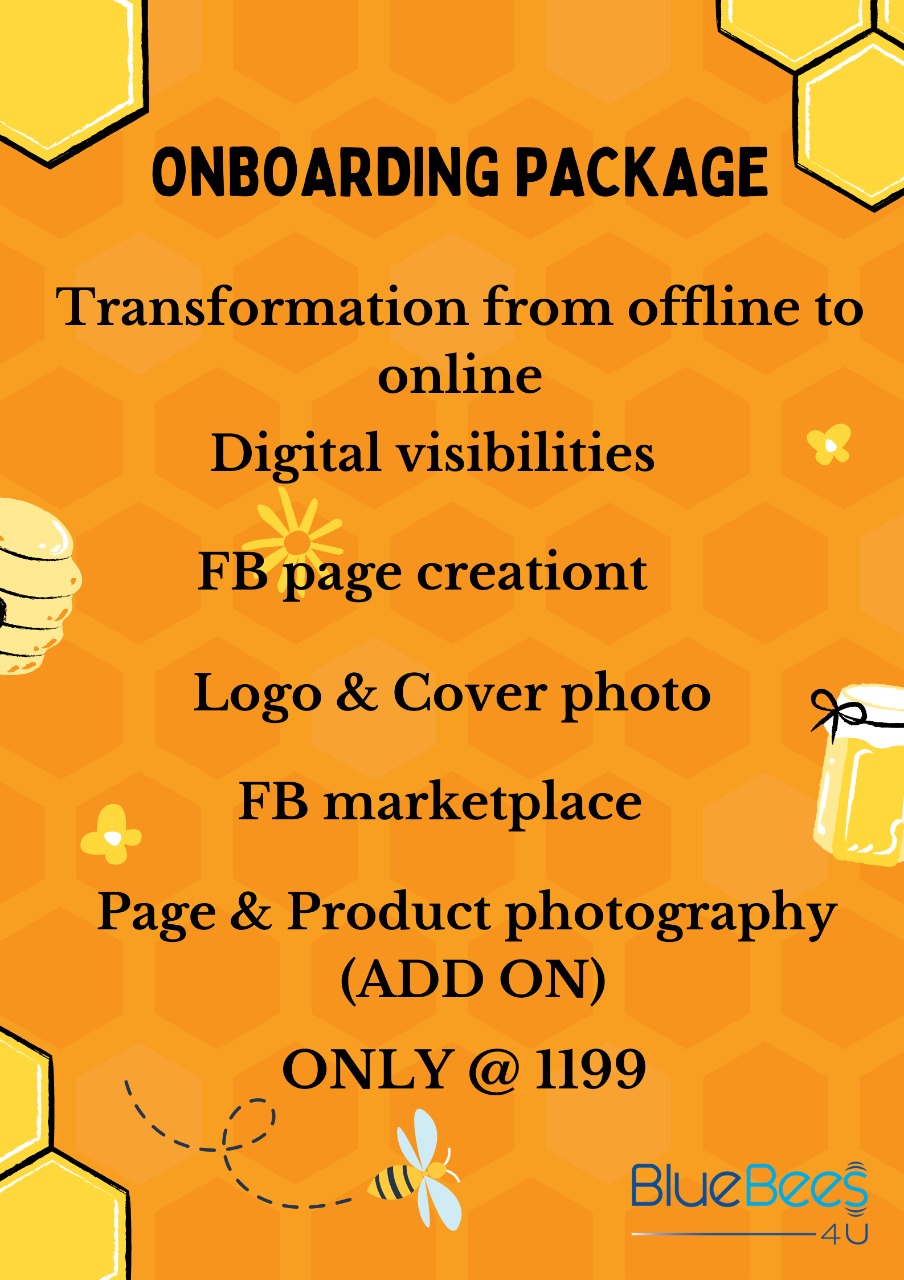 ONBOARDING PACKAGE
Transformation from offline to
online
Digital visibilities
FB page creationt
Logo & Cover photo
FB marketplace
Page & Product photography
(ADD ON)
ONLY @ 1199
BlueBees
4U